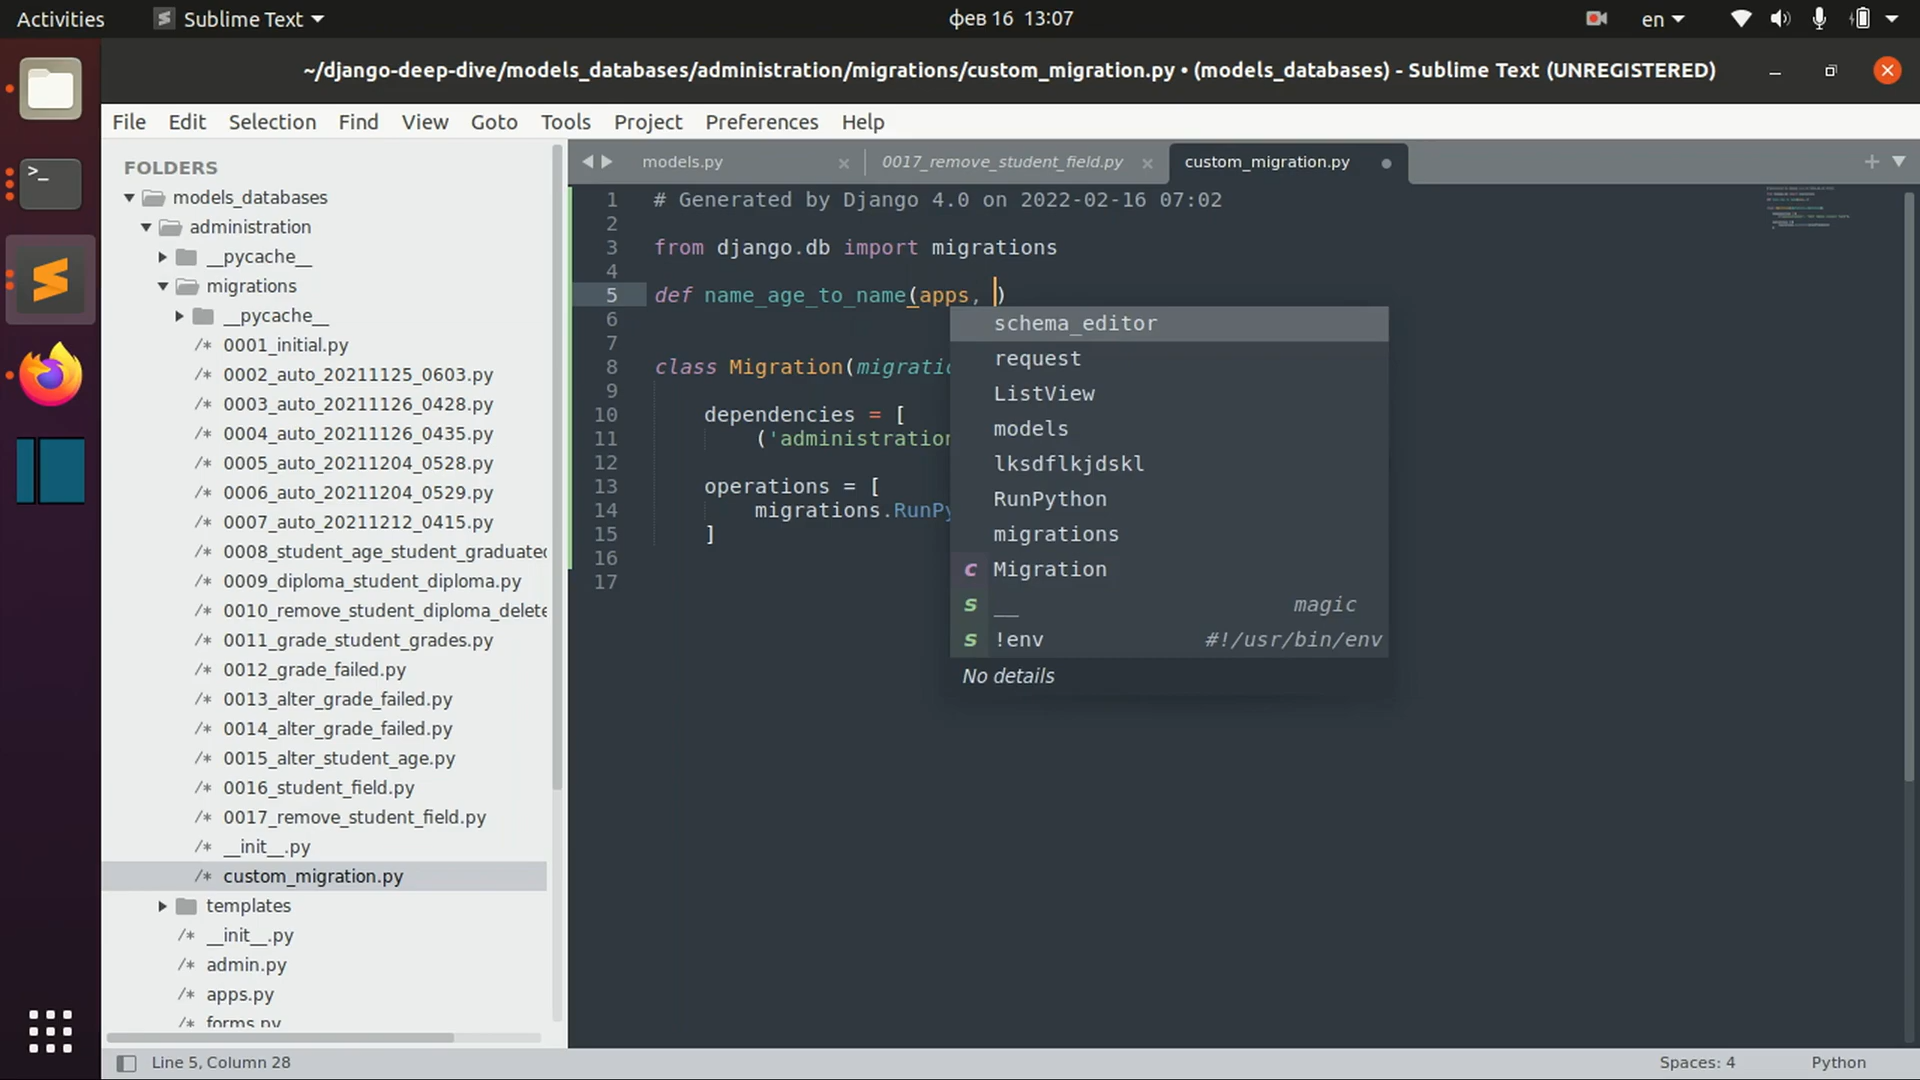 Activities
Sublime Text
фев 16 13:07
en
~/django-deep-dive/models_databases/administration/migrations/custom_migration.py • (models_databases) - Sublime Text (UNREGISTERED)
File Edit Selection Find View Goto Tools Project Preferences Help
FOLDERS
models_databases
administration
__pycache__
migrations
__pycache__
/* 0001_initial.py
/* 0002_auto_20211125_0603.py
/* 0003_auto_20211126_0428.py
/* 0004_auto_20211126_0435.py
/* 0005_auto_20211204_0528.py
/* 0006_auto_20211204_0529.py
/* 0007_auto_20211212_0415.py
/* 0008_student_age_student_graduated
/* 0009_diploma_student_diploma.py
/* 0010_remove_student_diploma_delete
/* 0011_grade_student_grades.py
/* 0012_grade_failed.py
/* 0013_alter_grade_failed.py
/* 0014_alter_grade_failed.py
/* 0015_alter_student_age.py
/* 0016_student_field.py
/* 0017_remove_student_field.py
/* __init__.py
/* custom_migration.py
templates
/* __init__.py
/* admin.py
/* apps.py
/* forms.py
models.py
0017_remove_student_field.py
custom_migration.py
1 # Generated by Django 4.0 on 2022-02-16 07:02
2
3 from django.db import migrations
4
5 def name_age_to_name(apps, )
6
7
8 class Migration(migratio
9
10 dependencies = [
11 ('administration
12
13 operations = [
14 migrations.RunPy
15 ]
16
17
schema_editor
request
ListView
models
lksdflkjdskl
RunPython
migrations
c Migration
s __ magic
s !env #!/usr/bin/env
No details
Line 5, Column 28
Spaces: 4
Python